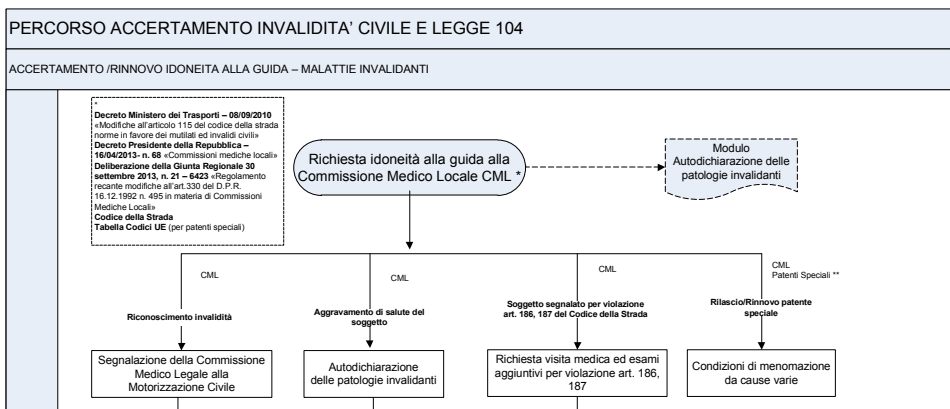 PERCORSO ACCERTAMENTO INVALIDITA' CIVILE E LEGGE 104
ACCERTAMENTO /RINNOVO IDONEITA ALLA GUIDA – MALATTIE INVALIDANTI
*
Decreto Ministero dei Trasporti – 08/09/2010
«Modifiche all'articolo 115 del codice della strada
norme in favore dei mutilati ed invalidi civili»
Decreto Presidente della Repubblica –
16/04/2013- n. 68 «Commissioni mediche locali»
Deliberazione della Giunta Regionale 30
settembre 2013, n. 21 – 6423 «Regolamento
recante modifiche all'art.330 del D.P.R.
16.12.1992 n. 495 in materia di Commissioni
Mediche Locali»
Codice della Strada
Tabella Codici UE (per patenti speciali)
Richiesta idoneità alla guida alla
Commissione Medico Locale CML *
Modulo
Autodichiarazione delle
patologie invalidanti
CML
Riconoscimento invalidità
Segnalazione della Commissione
Medico Legale alla
Motorizzazione Civile
CML
Aggravamento di salute del
soggetto
Autodichiarazione
delle patologie invalidanti
CML
Soggetto segnalato per violazione
art. 186, 187 del Codice della Strada
Richiesta visita medica ed esami
aggiuntivi per violazione art. 186,
187
CML
Patenti Speciali **
Rilascio/Rinnovo patente
speciale
Condizioni di menomazione
da cause varie